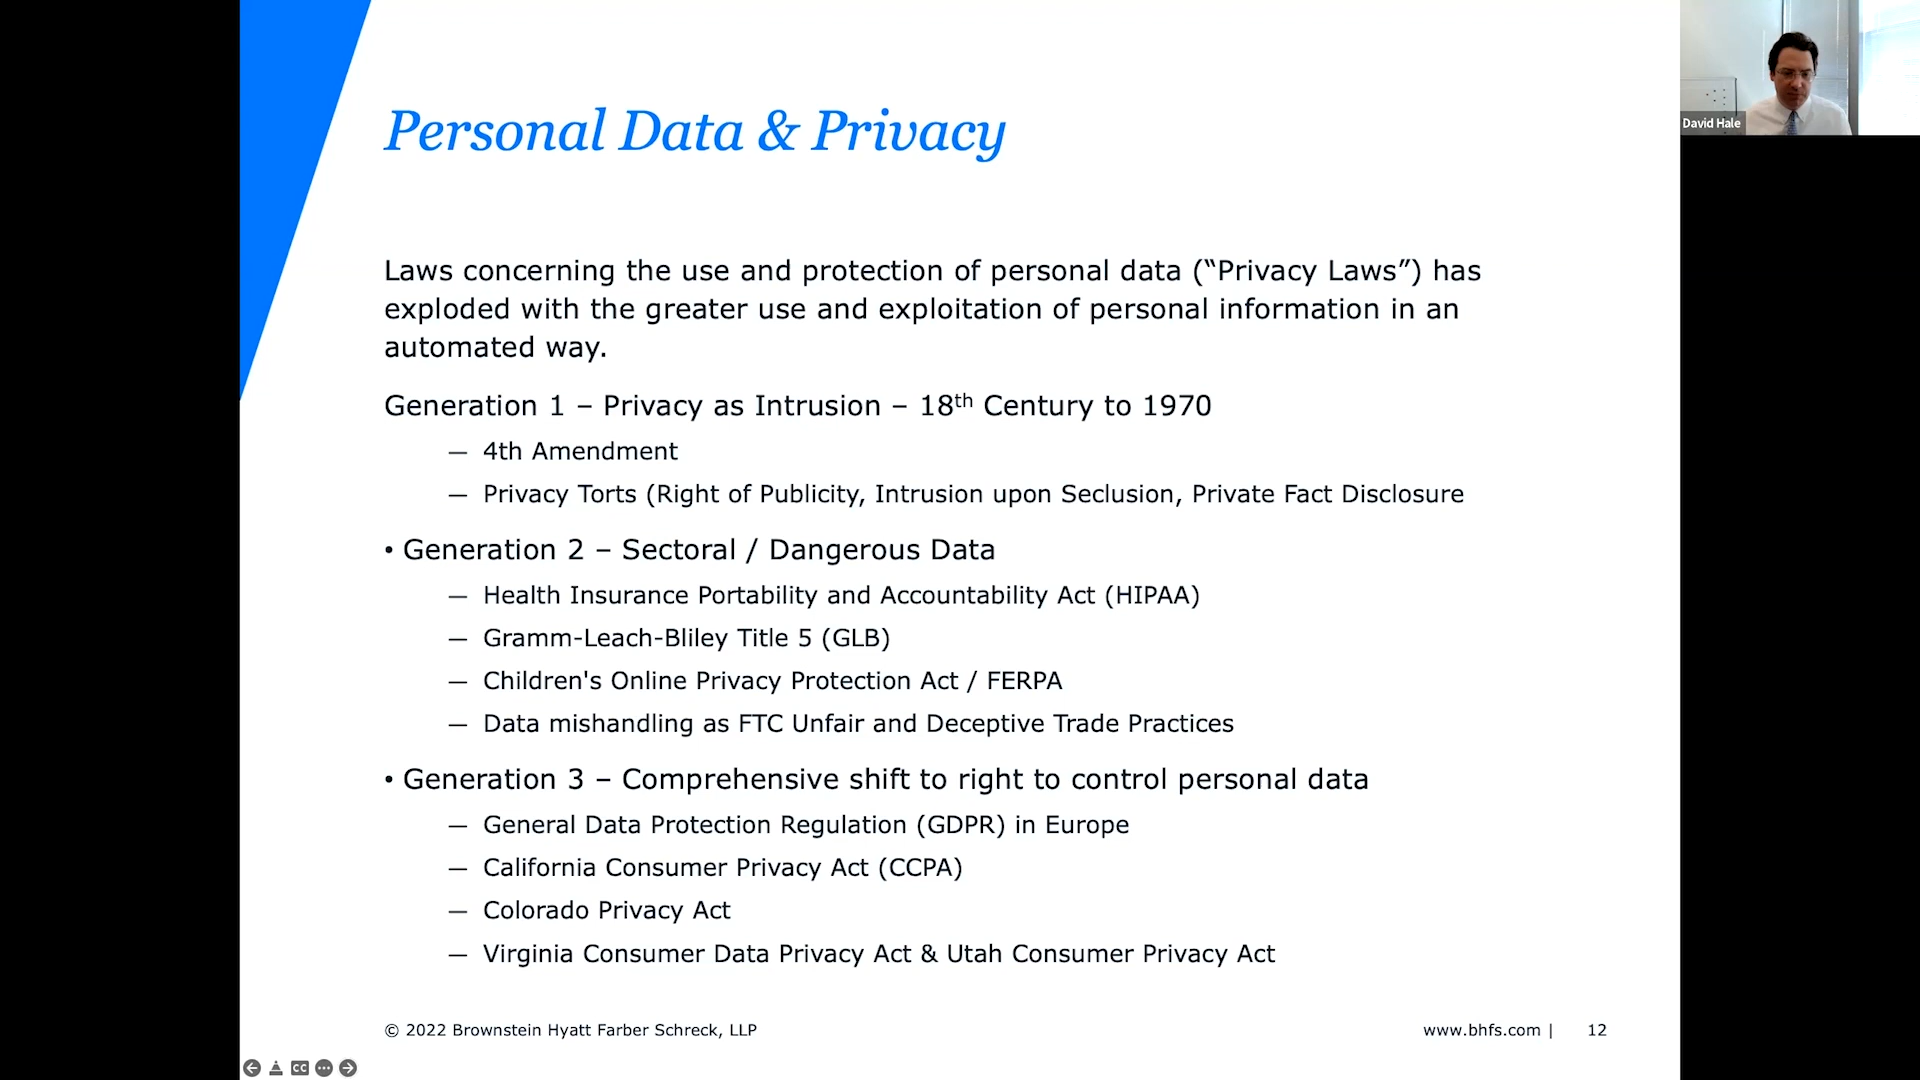 David Hale
Personal Data & Privacy
Laws concerning the use and protection of personal data (“Privacy Laws”) has
exploded with the greater use and exploitation of personal information in an
automated way.
Generation 1 – Privacy as Intrusion – 18th Century to 1970
— 4th Amendment
— Privacy Torts (Right of Publicity, Intrusion upon Seclusion, Private Fact Disclosure
• Generation 2 – Sectoral / Dangerous Data
— Health Insurance Portability and Accountability Act (HIPAA)
— Gramm-Leach-Bliley Title 5 (GLB)
— Children's Online Privacy Protection Act / FERPA
— Data mishandling as FTC Unfair and Deceptive Trade Practices
• Generation 3 – Comprehensive shift to right to control personal data
— General Data Protection Regulation (GDPR) in Europe
— California Consumer Privacy Act (CCPA)
— Colorado Privacy Act
— Virginia Consumer Data Privacy Act & Utah Consumer Privacy Act
© 2022 Brownstein Hyatt Farber Schreck, LLP
www.bhfs.com | 12
CC